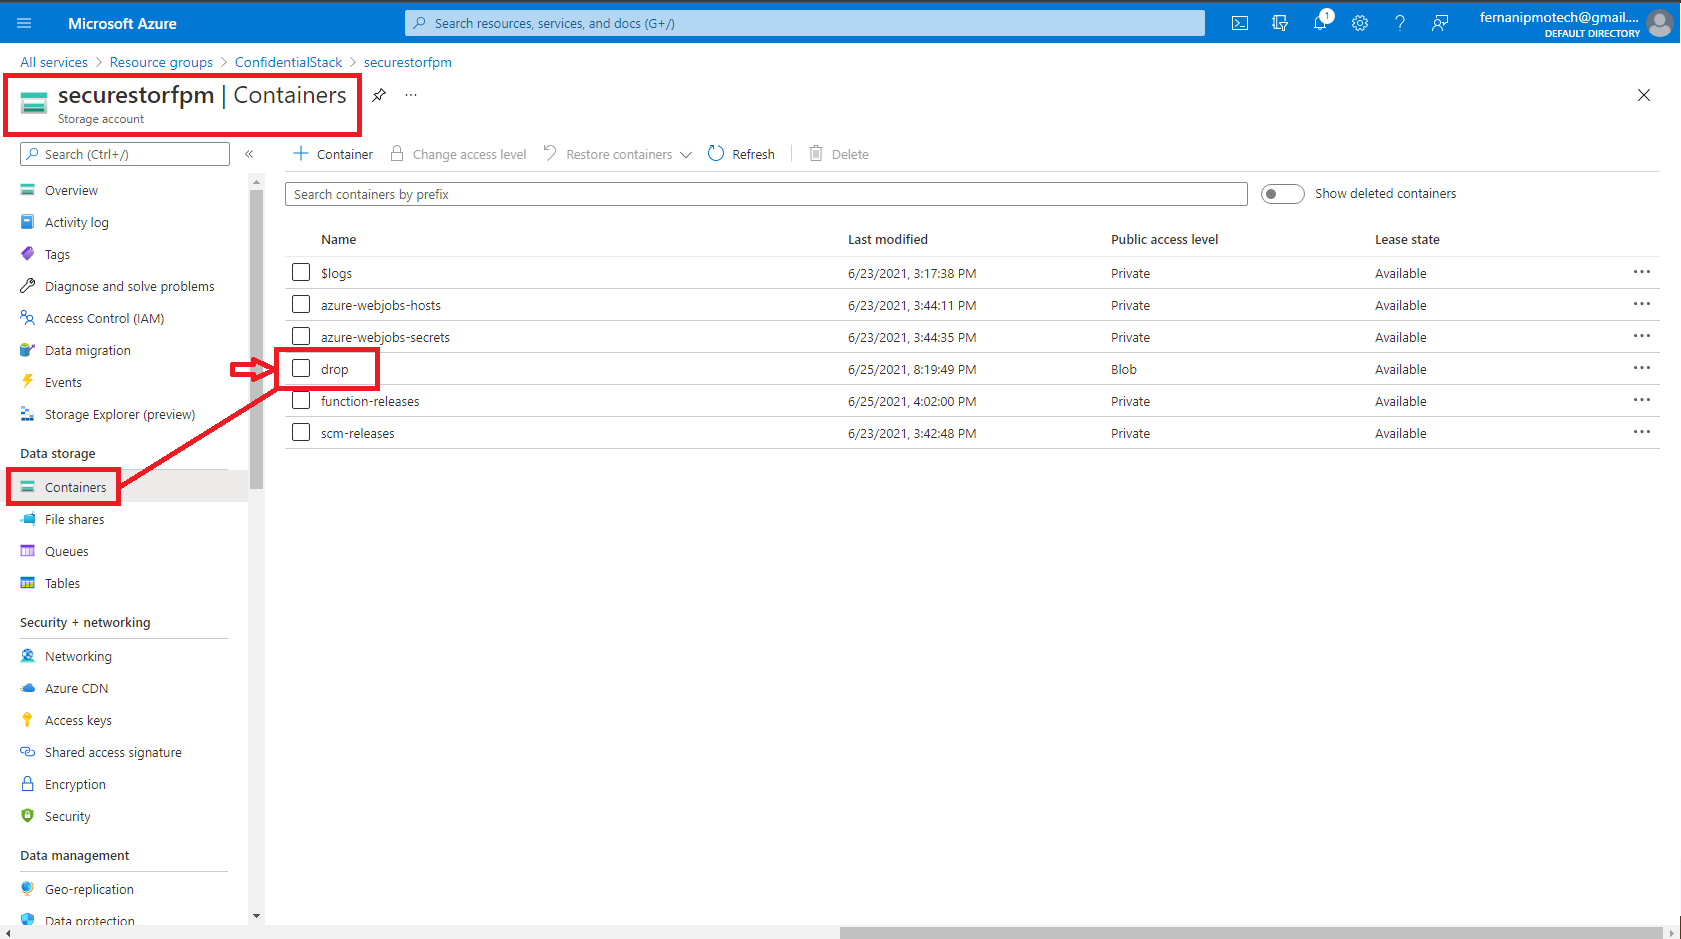 Microsoft Azure
Search resources, services, and docs (G+/)
1
fernanipmotech@gmail....
DEFAULT DIRECTORY
All services > Resource groups > ConfidentialStack > securestorfpm
securestorfpm | Containers
...
Storage account
Search (Ctrl+/)
«
Overview
Activity log
Tags
Diagnose and solve problems
Access Control (IAM)
Data migration
Events
Storage Explorer (preview)
Data storage
Containers
File shares
Queues
Tables
Security + networking
Networking
Azure CDN
Access keys
Shared access signature
Encryption
Security
Data management
Geo-replication
Data protection
+ Container Change access level Restore containers Refresh Delete
Search containers by prefix
Show deleted containers
Name Last modified Public access level Lease state
$logs 6/23/2021, 3:17:38 PM Private Available ...
azure-webjobs-hosts 6/23/2021, 3:44:11 PM Private Available ...
azure-webjobs-secrets 6/23/2021, 3:44:35 PM Private Available ...
drop 6/25/2021, 8:19:49 PM Blob Available ...
function-releases 6/25/2021, 4:02:00 PM Private Available ...
scm-releases 6/23/2021, 3:42:48 PM Private Available ...